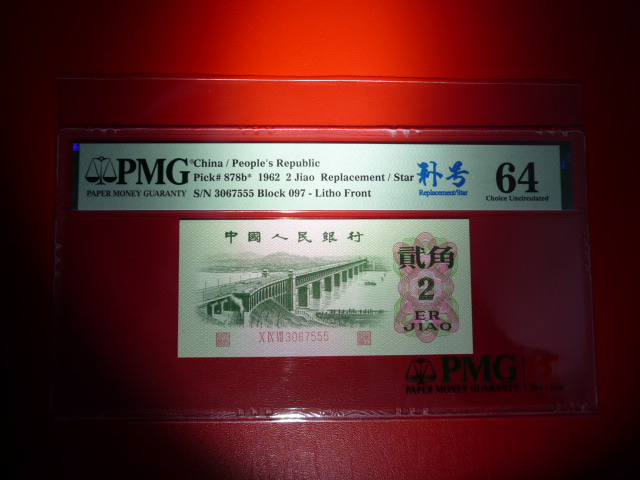 PMG
PAPER MONEY GUARANTY
*China / People's Republic
Pick# 878b* 1962 2 Jiao Replacement / Star
S/N 3067555 Block 097 - Litho Front
补号
Replacement/Star
64
Choice Uncirculated
中國人民銀行
貳角
2
ER
JIAO
X IX VIII 3067555
PMG
PAPER MONEY GUARANTY